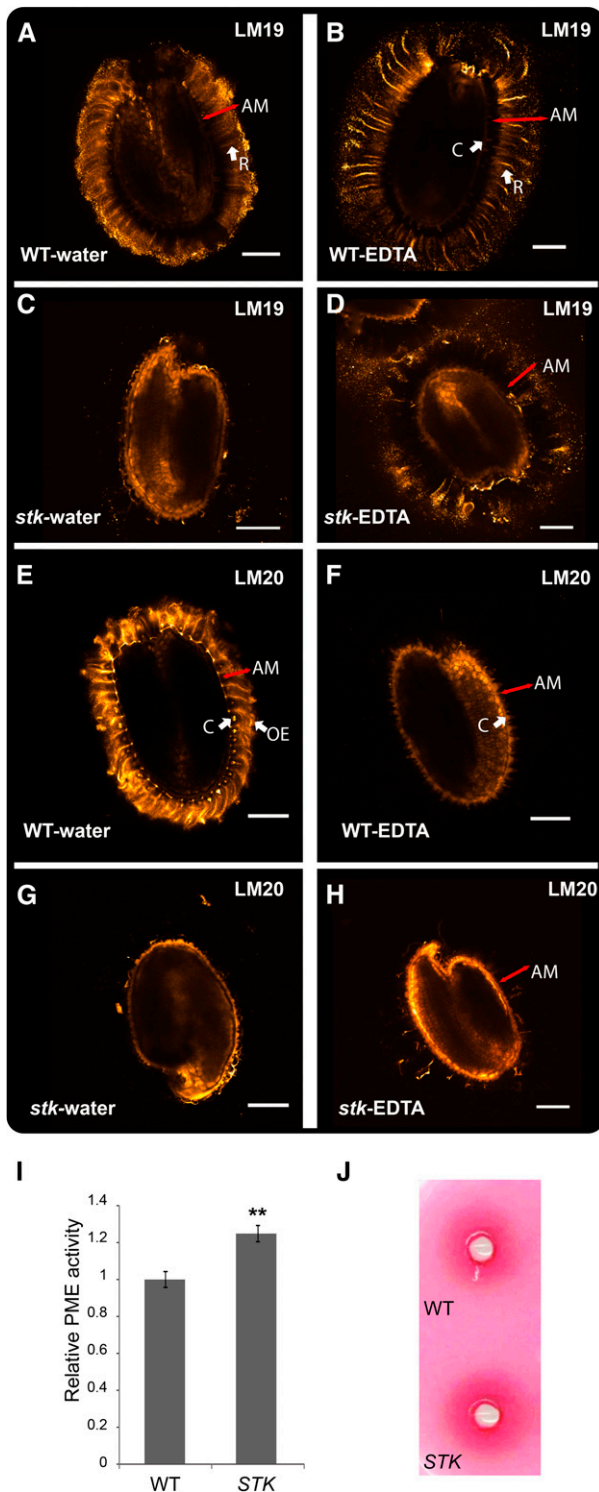 A LM19
AM
R
WT-water
B LM19
AM
C
R
WT-EDTA
C LM19
stk-water
D LM19
AM
stk-EDTA
E LM20
AM
C
OE
WT-water
F LM20
AM
C
WT-EDTA
G LM20
stk-water
H LM20
AM
stk-EDTA
I
Relative PME activity
1.4
1.2
1
0.8
0.6
0.4
0.2
0
**
WT
STK
J
WT
STK